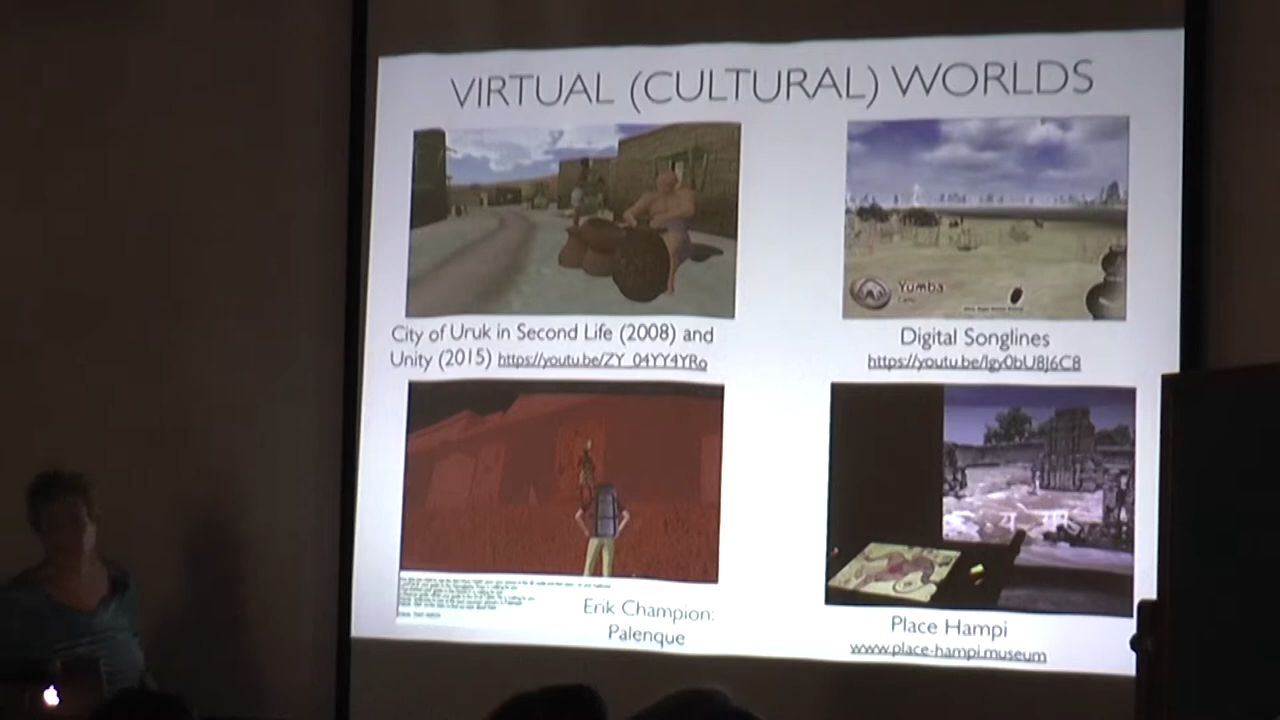 VIRTUAL (CULTURAL) WORLDS
Yumba
City of Uruk in Second Life (2008) and
Unity (2015) https://youtu.be/ZY_04YY4YRo
Digital Songlines
https://youtu.be/lgy0bU8J6C8
Erik Champion:
Palenque
Place Hampi
www.place-hampi.museum